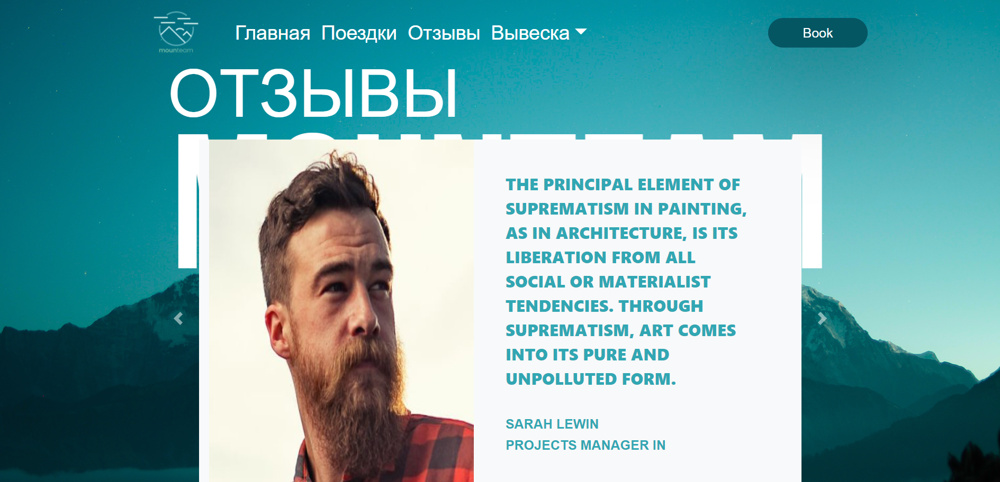 Главная Поездки Отзывы Вывеска
Book
mounteam
ОТЗЫВЫ
MOUNTEAM
THE PRINCIPAL ELEMENT OF
SUPREMATISM IN PAINTING,
AS IN ARCHITECTURE, IS ITS
LIBERATION FROM ALL
SOCIAL OR MATERIALIST
TENDENCIES. THROUGH
SUPREMATISM, ART COMES
INTO ITS PURE AND
UNPOLLUTED FORM.
SARAH LEWIN
PROJECTS MANAGER IN